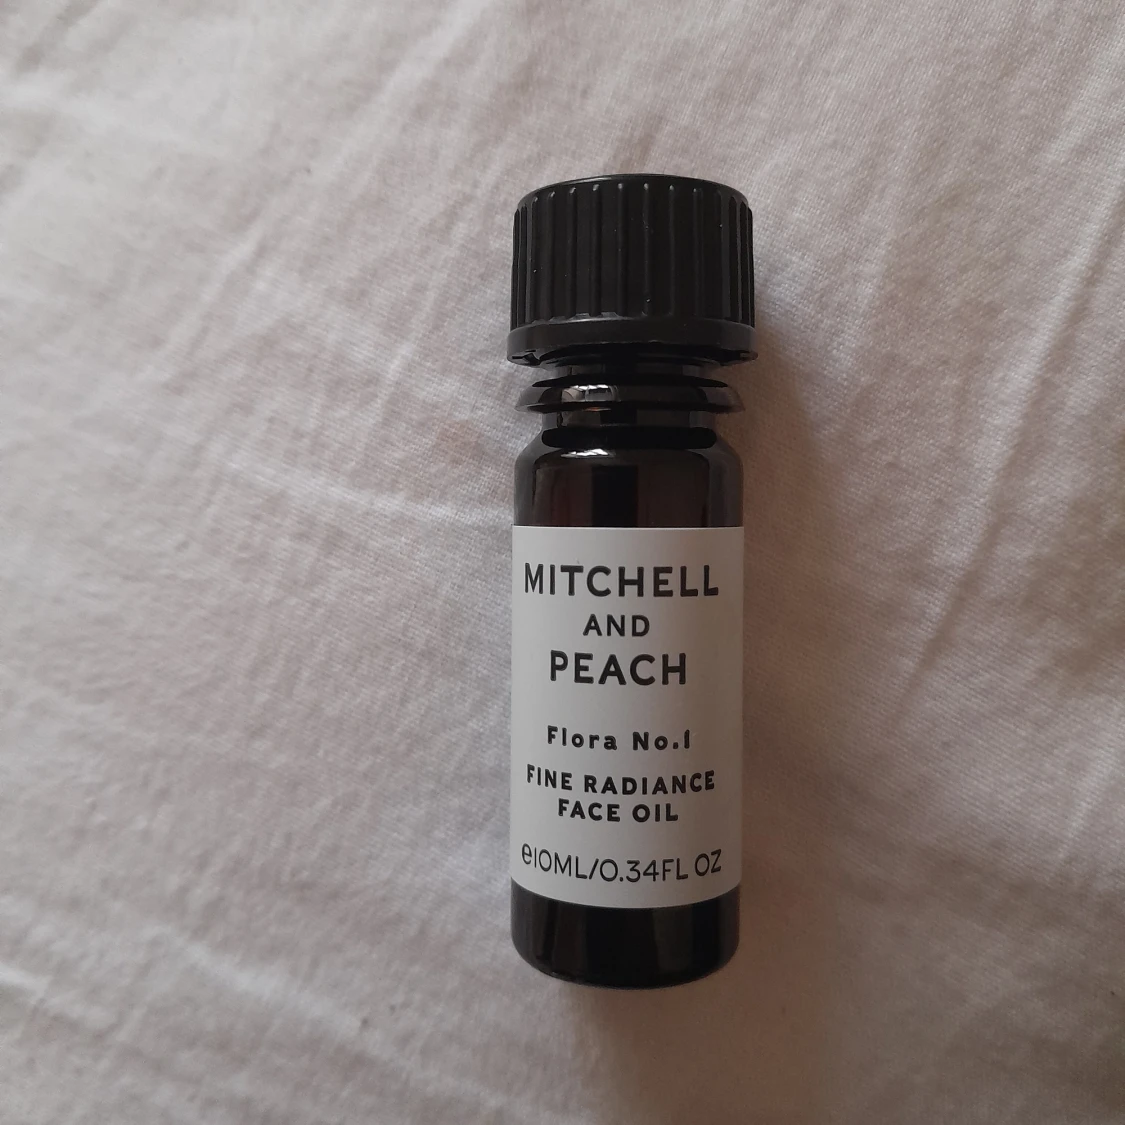 MITCHELL
AND
PEACH
Flora No.1
FINE RADIANCE
FACE OIL
℮10ML/0.34FL OZ